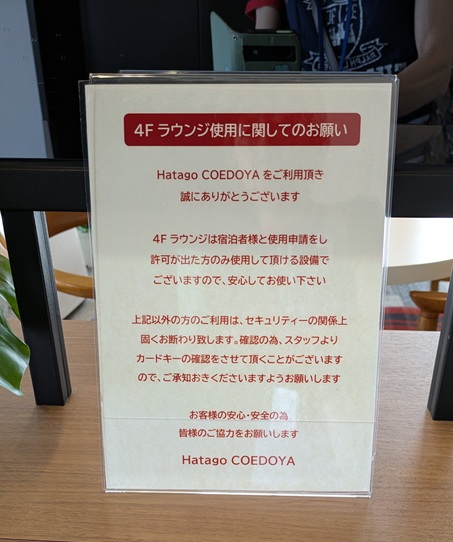 4F ラウンジ使用に関してのお願い
Hatago COEDOYA をご利用頂き
誠にありがとうございます
4F ラウンジは宿泊者様と使用申請をし
許可が出た方のみ使用して頂ける設備で
ございますので、安心してお使い下さい
上記以外の方のご利用は、セキュリティーの関係上
固くお断わり致します。確認の為、スタッフより
カードキーの確認をさせて頂くことがございます
ので、ご承知おきくださいますようお願いします
お客様の安心・安全の為
皆様のご協力をお願いします
Hatago COEDOYA